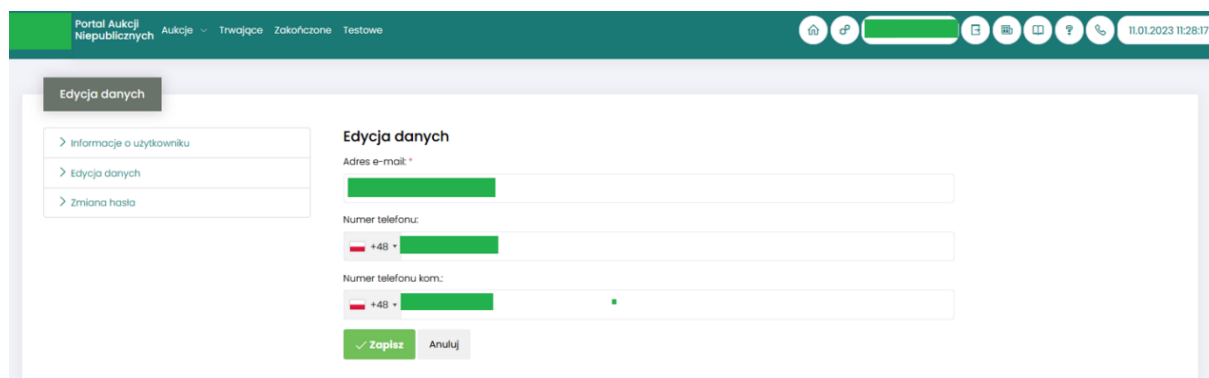 Portal Aukcji
Niepublicznych
Aukcje Trwające Zakończone Testowe
11.01.2023 11:28:17
Edycja danych
Informacje o użytkowniku
Edycja danych
Zmiana hasła
Edycja danych
Adres e-mail: *
Numer telefonu:
+48
Numer telefonu kom.:
+48
Zapisz Anuluj